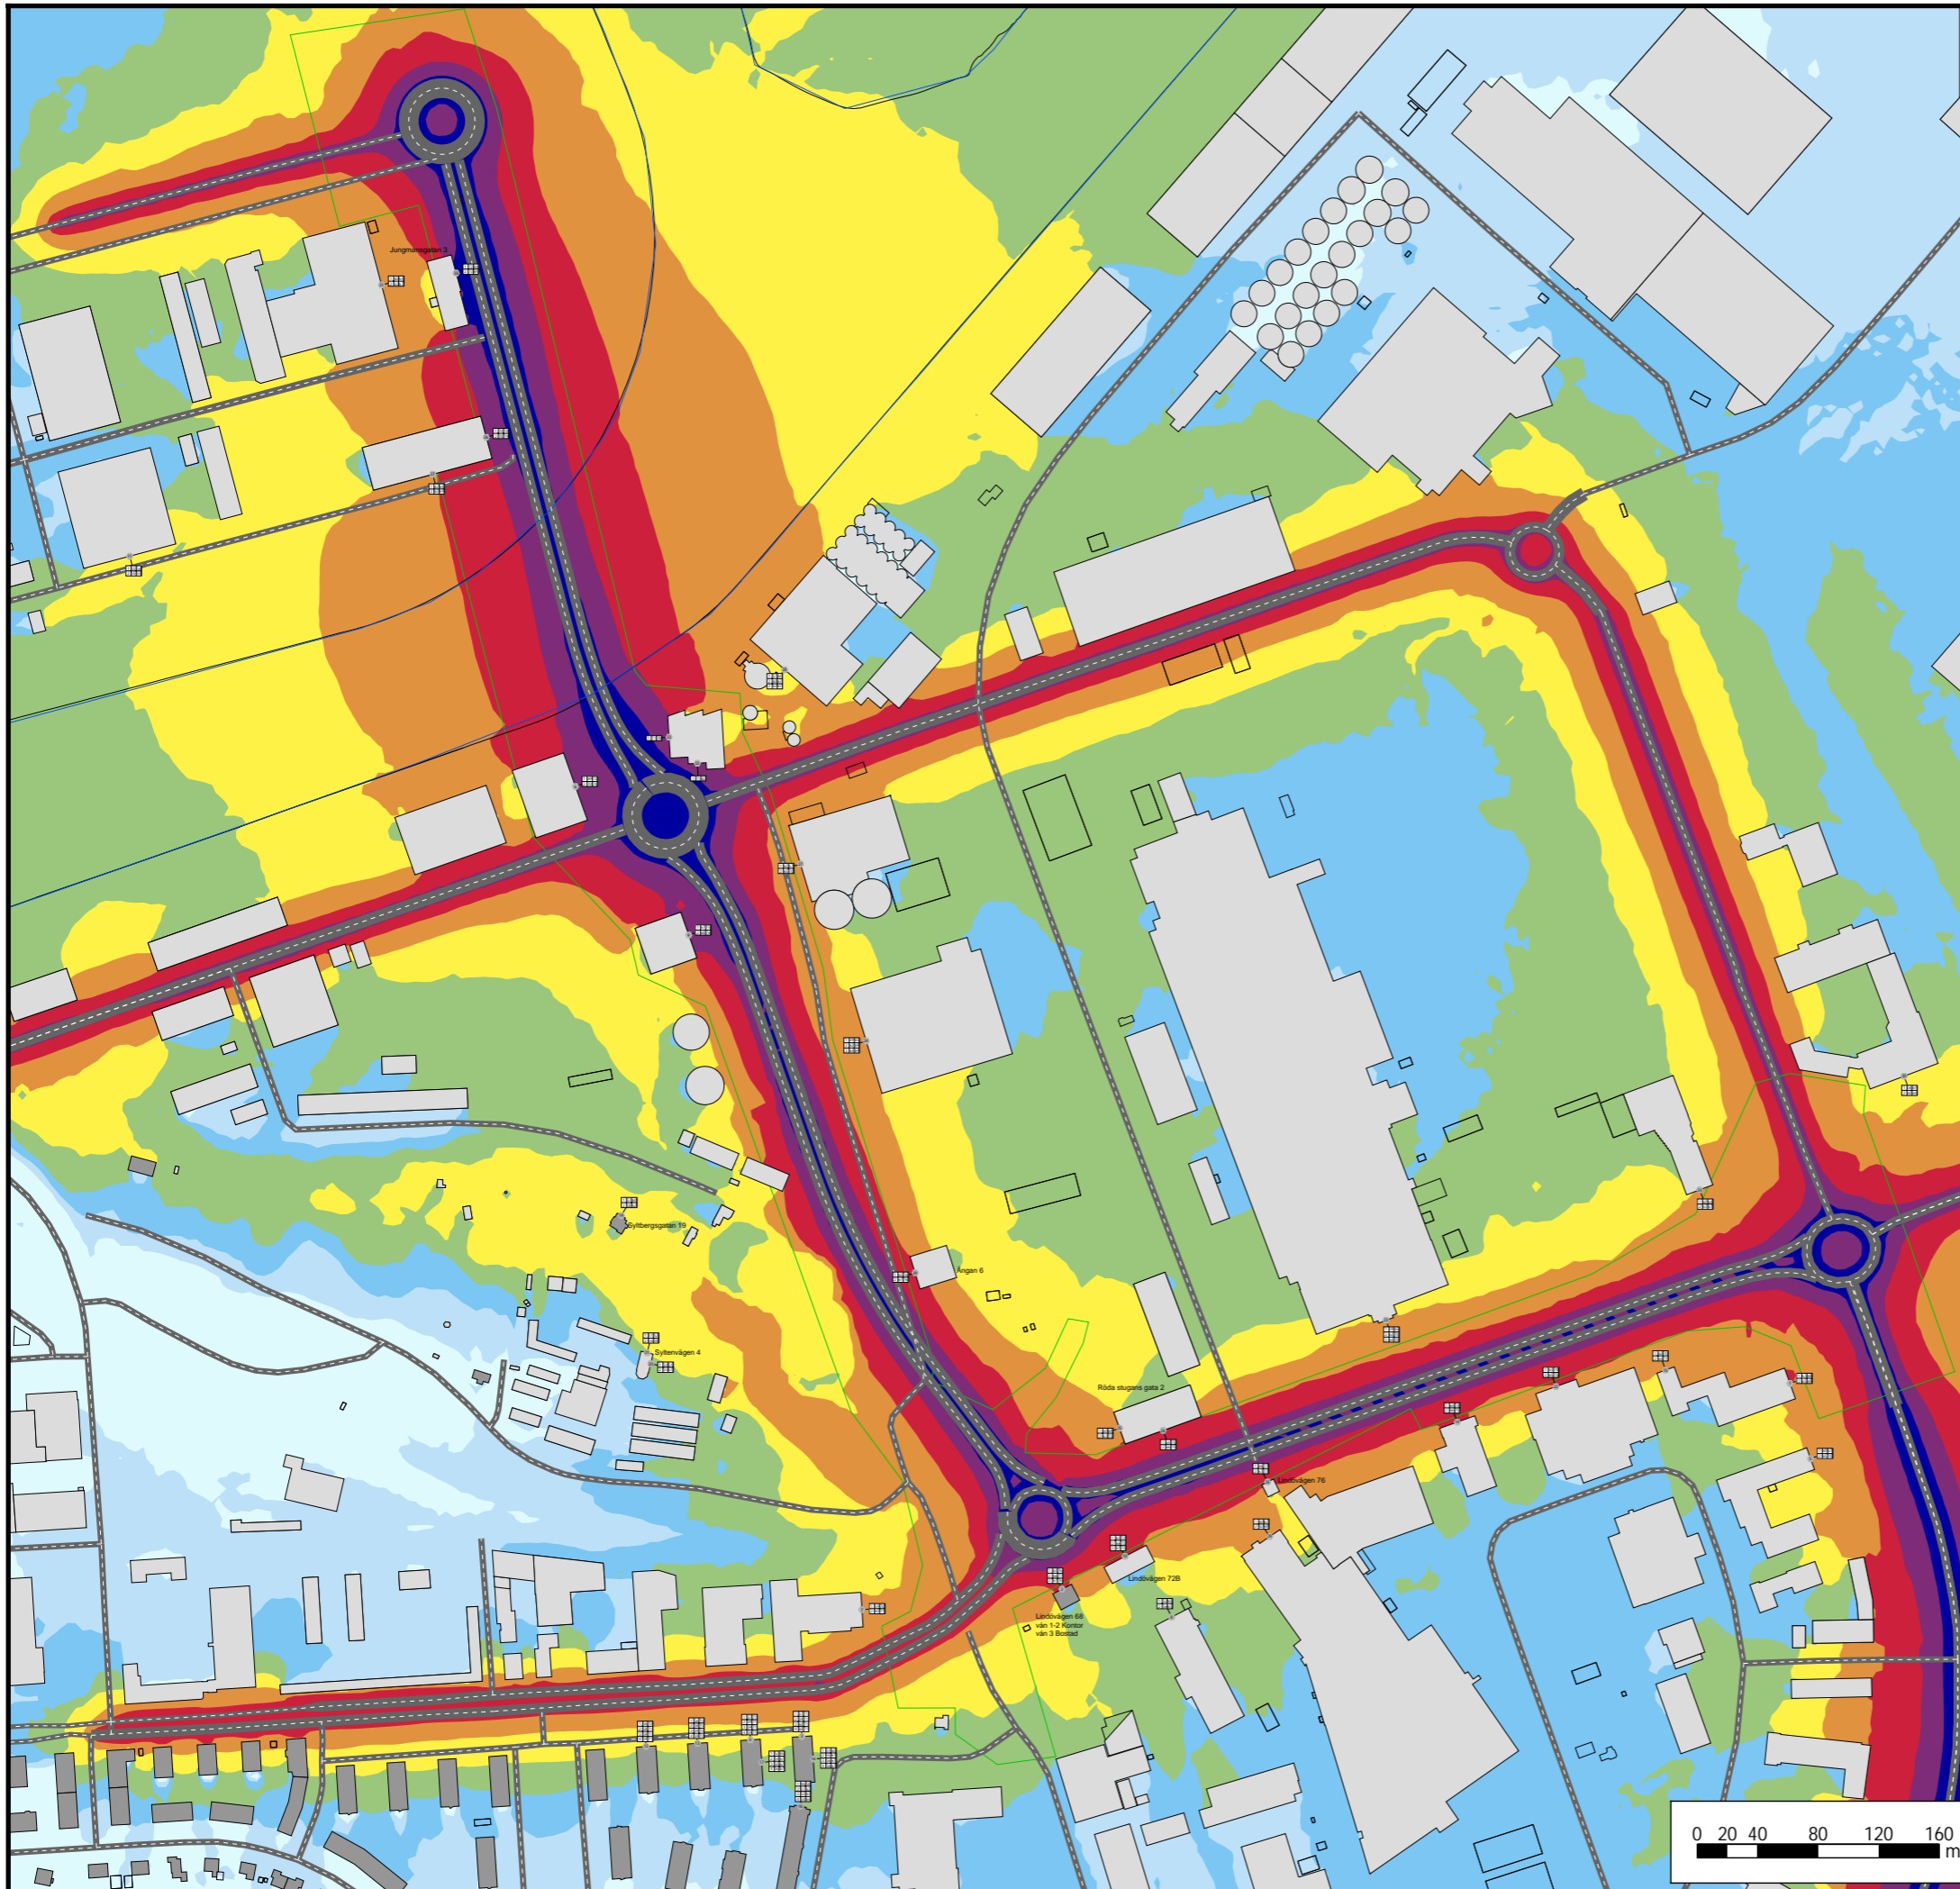 Jungmansgatan 3
Syltbergsgatan 19
Ängan 6
Syltenvägen 4
Röda stugans gata 2
Lindövägen 76
Lindövägen 72B
Lindövägen 68
vån 1-2 Kontor
vån 3 Bostad
0 20 40 80 120 160
m